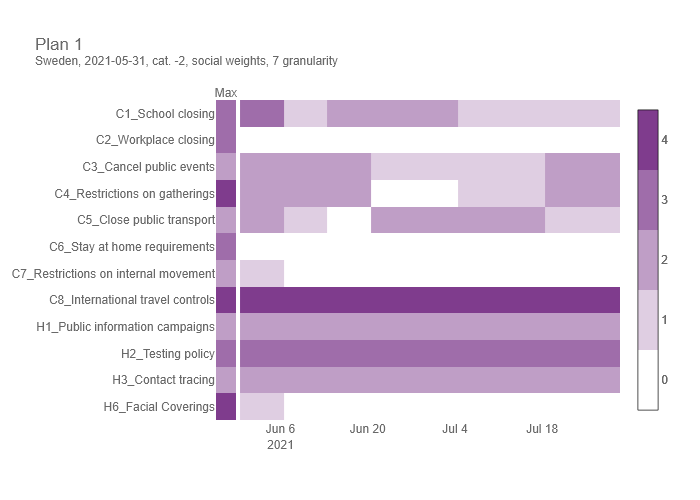 Plan 1
Sweden, 2021-05-31, cat. -2, social weights, 7 granularity
Max
C1_School closing
C2_Workplace closing
C3_Cancel public events
C4_Restrictions on gatherings
C5_Close public transport
C6_Stay at home requirements
C7_Restrictions on internal movement
C8_International travel controls
H1_Public information campaigns
H2_Testing policy
H3_Contact tracing
H6_Facial Coverings
Jun 6
2021
Jun 20
Jul 4
Jul 18
4
3
2
1
0